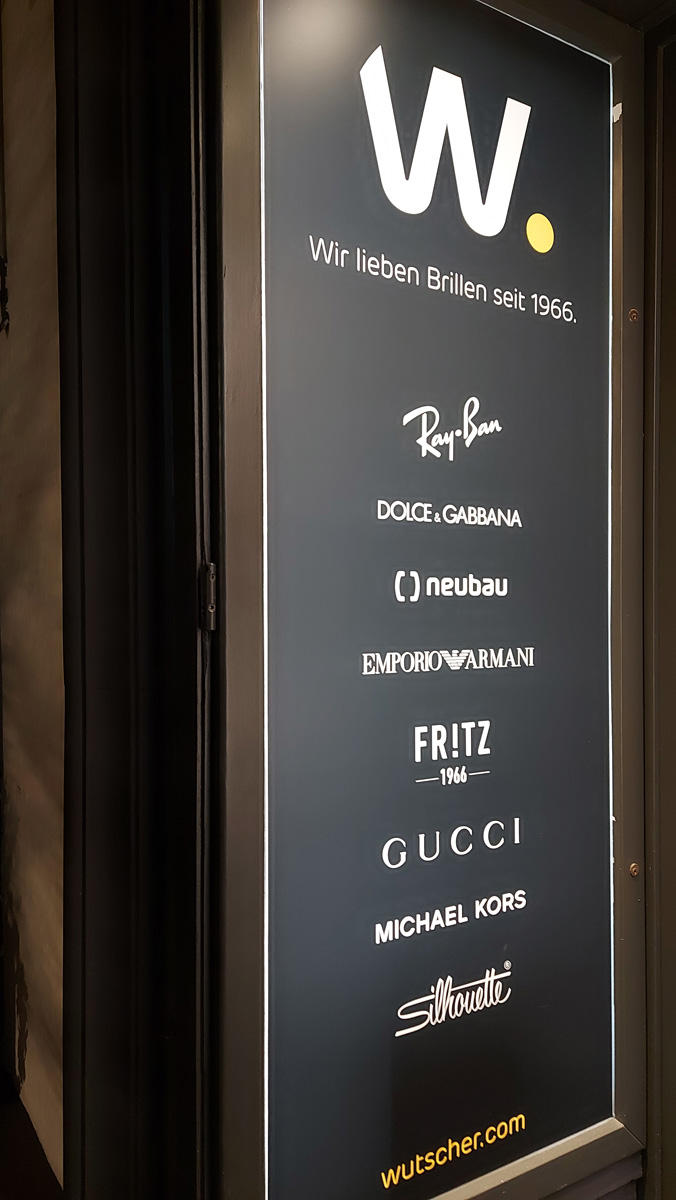 W.
Wir lieben Brillen seit 1966.
Ray-Ban
DOLCE & GABBANA
neubau
EMPORIO ARMANI
FR!TZ
1966
GUCCI
MICHAEL KORS
Silhouette®
wutscher.com